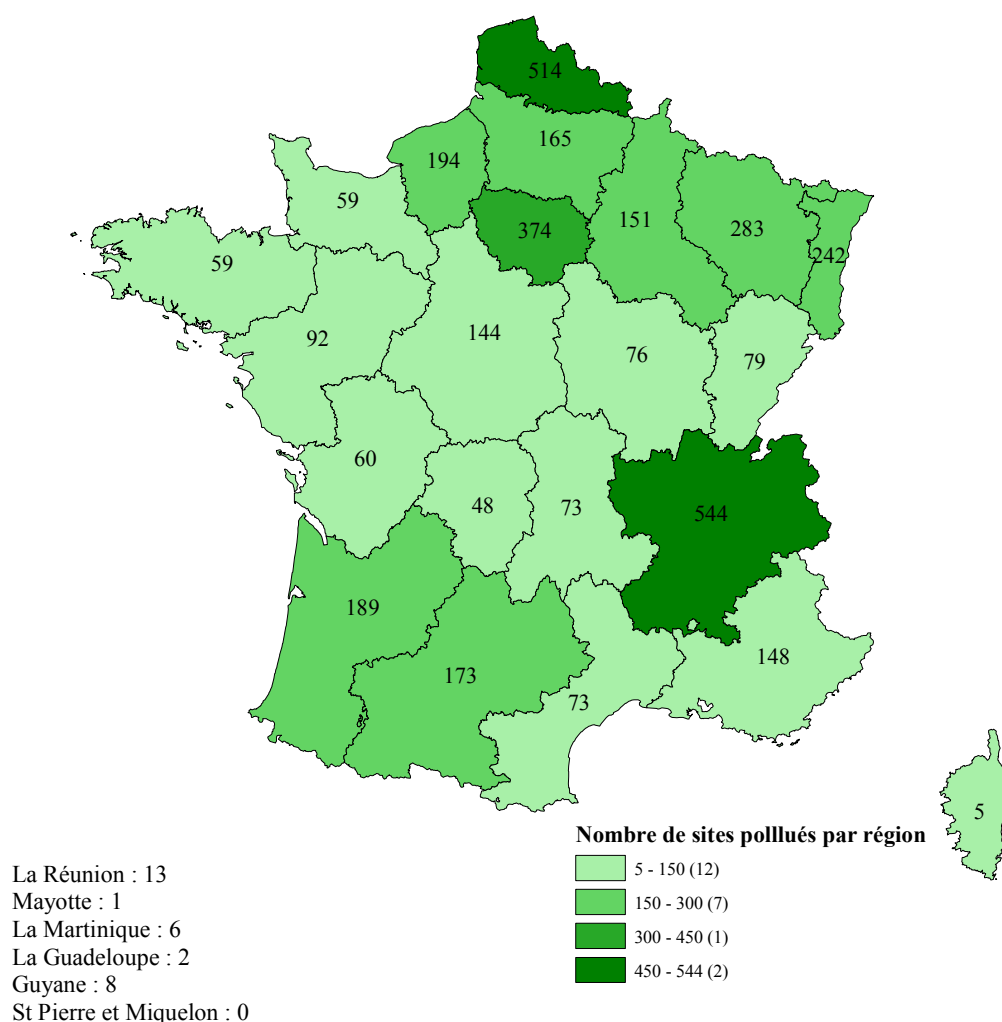 514
165
194
59
374
151
283
242
59
92
144
76
79
60
48
73
544
189
173
73
148
5
Nombre de sites polllués par région
5 - 150 (12)
150 - 300 (7)
300 - 450 (1)
450 - 544 (2)
La Réunion : 13
Mayotte : 1
La Martinique : 6
La Guadeloupe : 2
Guyane : 8
St Pierre et Miquelon : 0